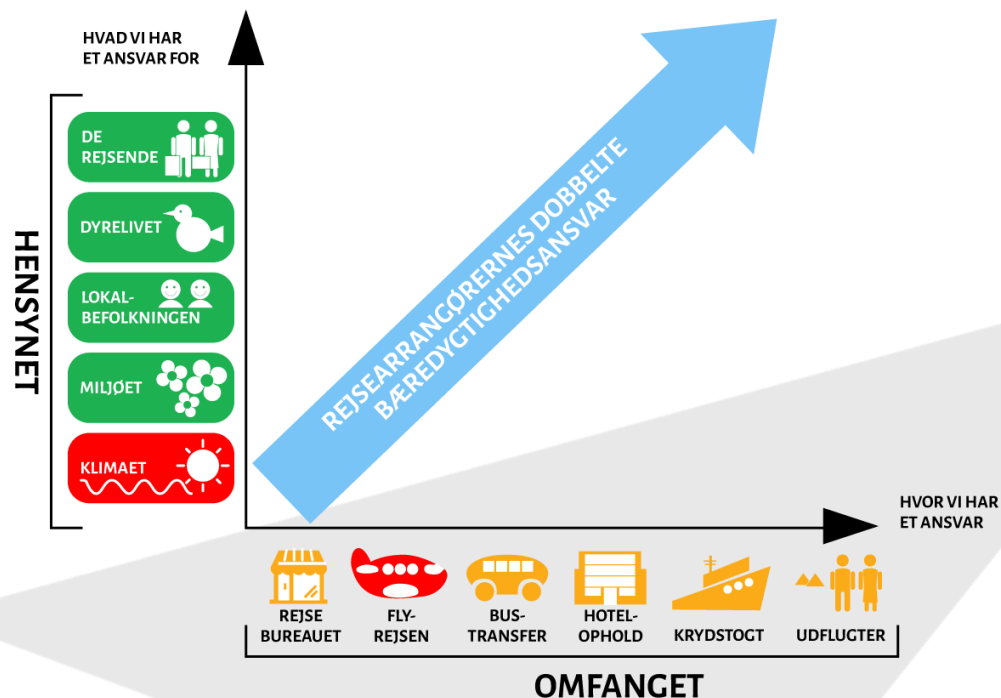 HVAD VI HAR
ET ANSVAR FOR
HENSYNET
DE
REJSENDE
DYRELIVET
LOKAL-
BEFOLKNINGEN
MILJØET
KLIMAET
REJSEARRANGØRERNES DOBBELTE
BÆREDYGTIGHEDSANSVAR
HVOR VI HAR
ET ANSVAR
REJSE
BUREAUET
FLY-
REJSEN
BUS-
TRANSFER
HOTEL-
OPHOLD
KRYDSTOGT
UDFLUGTER
OMFANGET